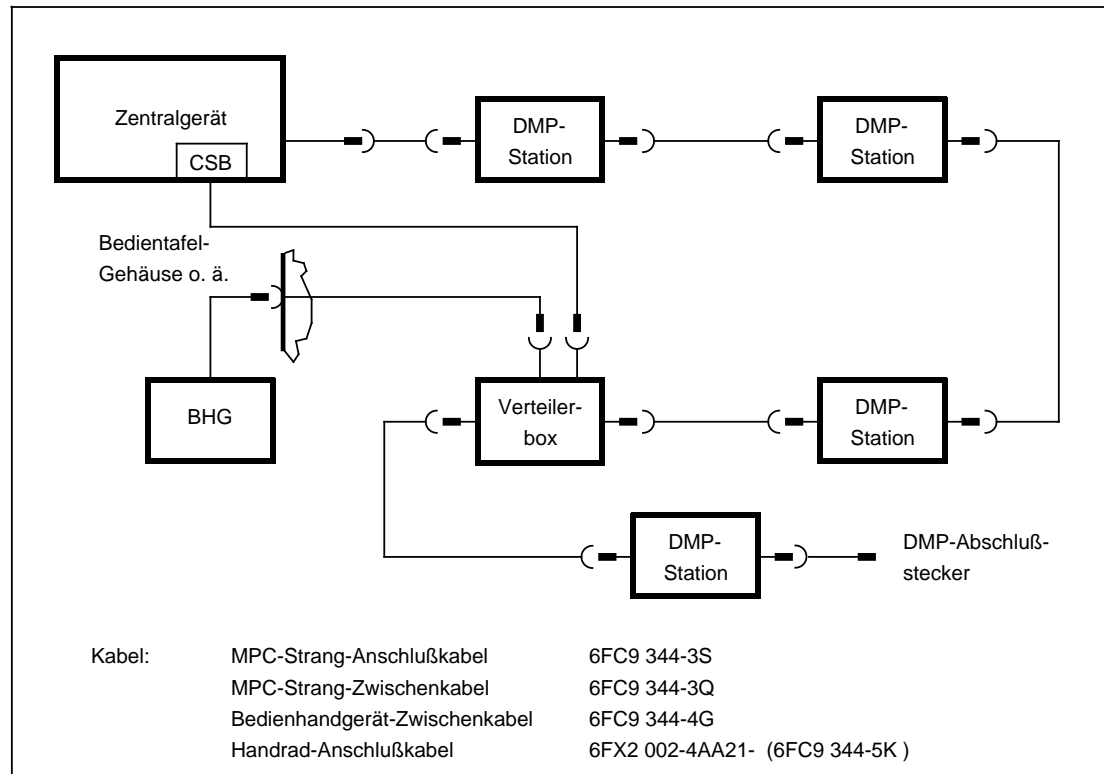 Zentralgerät
CSB
DMP-
Station
DMP-
Station
Bedientafel-
Gehäuse o. ä.
BHG
Verteiler-
box
DMP-
Station
DMP-
Station
DMP-Abschluß-
stecker
Kabel: MPC-Strang-Anschlußkabel 6FC9 344-3S
MPC-Strang-Zwischenkabel 6FC9 344-3Q
Bedienhandgerät-Zwischenkabel 6FC9 344-4G
Handrad-Anschlußkabel 6FX2 002-4AA21- (6FC9 344-5K )